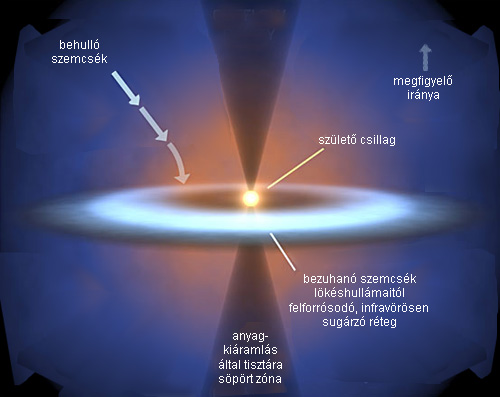 behulló
szemcsék
megfigyelő
iránya
születő csillag
bezuhanó szemcsék
lökéshullámaitól
felforrósodó, infravörösen
sugárzó réteg
anyag-
kiáramlás
által tisztára
söpört zóna